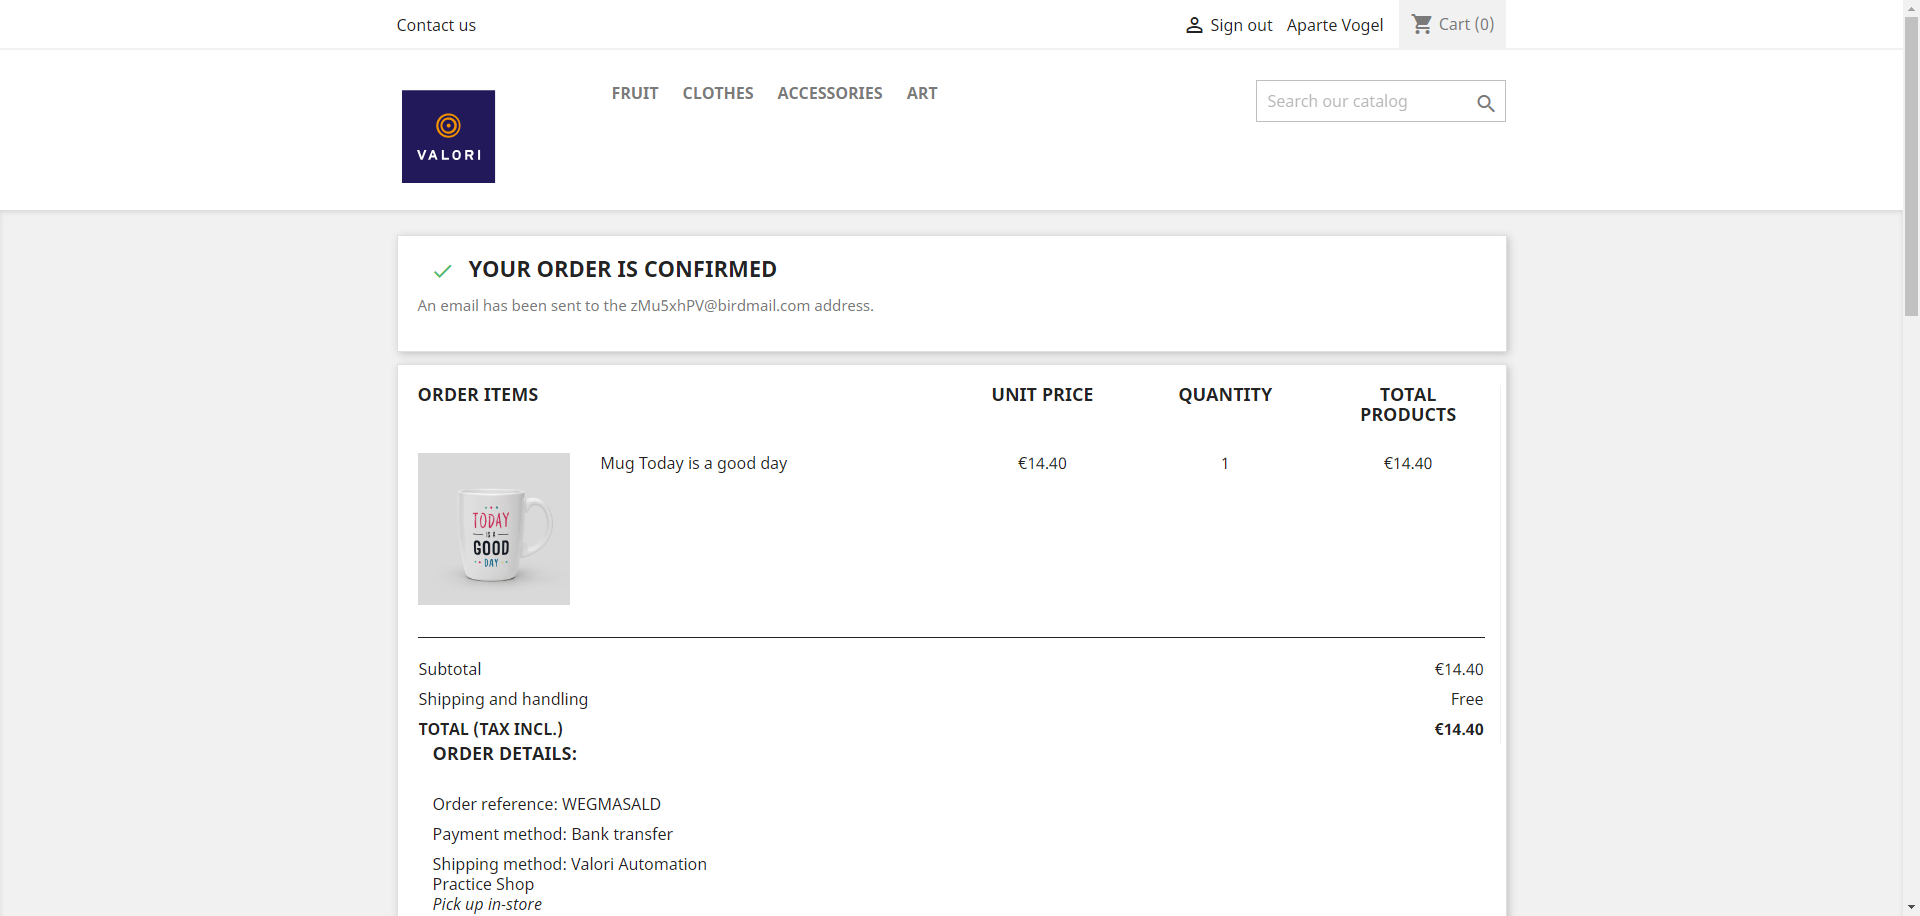 Contact us
Sign out Aparte Vogel Cart (0)
VALORI
FRUIT CLOTHES ACCESSORIES ART
Search our catalog
YOUR ORDER IS CONFIRMED
An email has been sent to the zMu5xhPV@birdmail.com address.
ORDER ITEMS UNIT PRICE QUANTITY TOTAL
PRODUCTS
Mug Today is a good day €14.40 1 €14.40
TODAY
IS A
GOOD
DAY
Subtotal €14.40
Shipping and handling Free
TOTAL (TAX INCL.) €14.40
ORDER DETAILS:
Order reference: WEGMASALD
Payment method: Bank transfer
Shipping method: Valori Automation
Practice Shop
Pick up in-store